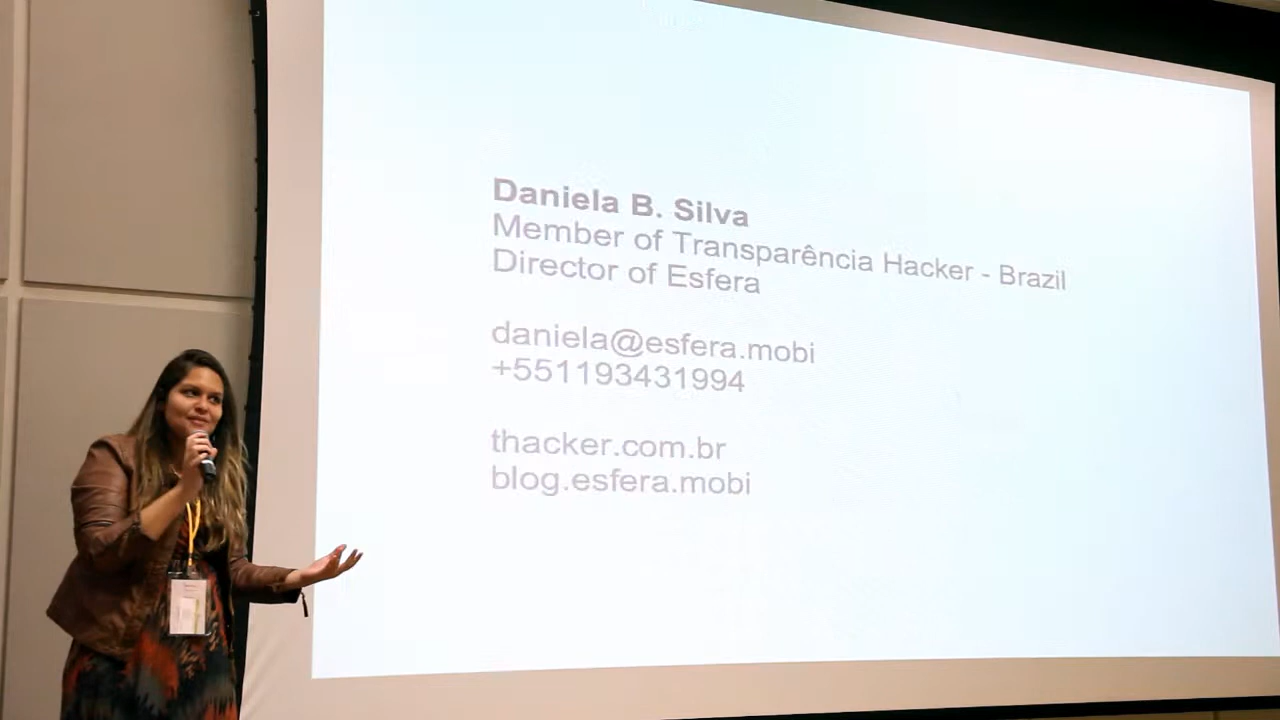 Daniela B. Silva
Member of Transparência Hacker - Brazil
Director of Esfera
daniela@esfera.mobi
+551193431994
thacker.com.br
blog.esfera.mobi